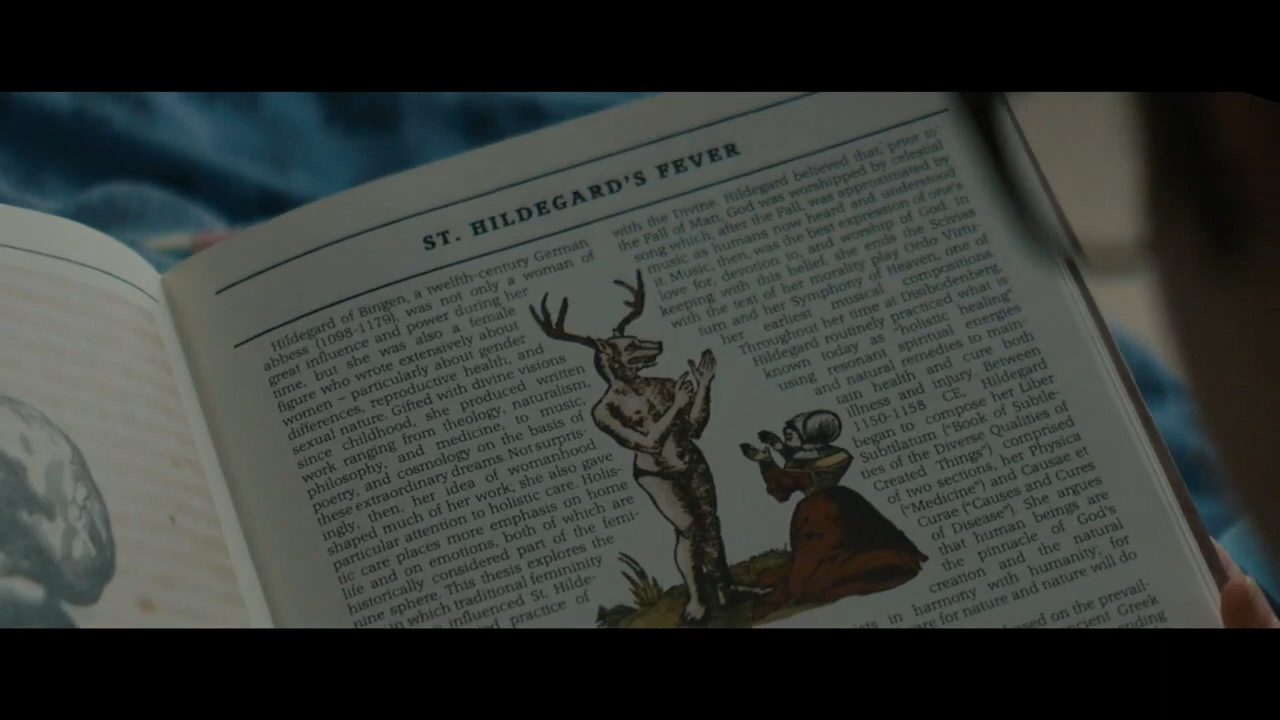 ST. HILDEGARD'S FEVER
Hildegard of Bingen, a twelfth-century German
abbess (1098-1179), was not only a woman of
great influence and power during her
time, but she was also a female
figure who wrote extensively about
women – particularly about gender
differences, reproductive health, and
sexual nature. Gifted with divine visions
since childhood, she produced written
work ranging from theology, naturalism,
philosophy, and medicine, to music,
poetry, and cosmology on the basis of
these extraordinary dreams. Not surpris-
ingly, then, her idea of womanhood
shaped much of her work, she also gave
particular attention to holistic care. Holis-
tic care places more emphasis on home
life and on emotions, both of which are
historically considered part of the femi-
nine sphere. This thesis explores the
in which traditional femininity
influenced St. Hilde-
practice of
with the Divine. Hildegard believed that, prior to
the Fall of Man, God was worshipped by celestial
song which, after the Fall, was approximated by
music as humans now heard and understood
it. Music, then, was the best expression of one's
love for, devotion to, and worship of God. In
keeping with this belief, she ends the Scivias
with the text of her morality play Ordo Virtu-
tum and her Symphony of Heaven, one of
her earliest musical compositions.
Throughout her time at Disibodenberg,
Hildegard routinely practiced what is
known today as "holistic healing"
using resonant spiritual energies
and natural remedies to main-
tain health, and cure both
illness and injury. Between
1150-1158 CE, Hildegard
began to compose her Liber
Subtilatum ("Book of Subtle-
ties of the Diverse Qualities of
Created Things") comprised
of two sections, her Physica
("Medicine") and Causae et
Curae ("Causes and Cures
of Disease"). She argues
that human beings are
the pinnacle of God's
creation and the natural
in harmony with humanity, for
care for nature and nature will do
on the prevail-
Greek